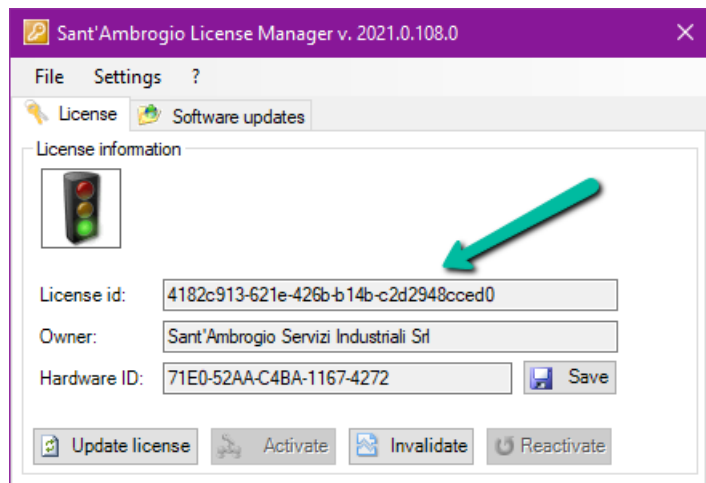 Sant'Ambrogio License Manager v. 2021.0.108.0
File Settings ?
License Software updates
License information
License id: 4182c913-621e-426b-b14b-c2d2948cced0
Owner: Sant'Ambrogio Servizi Industriali Srl
Hardware ID: 71E0-52AA-C4BA-1167-4272 Save
Update license Activate Invalidate Reactivate